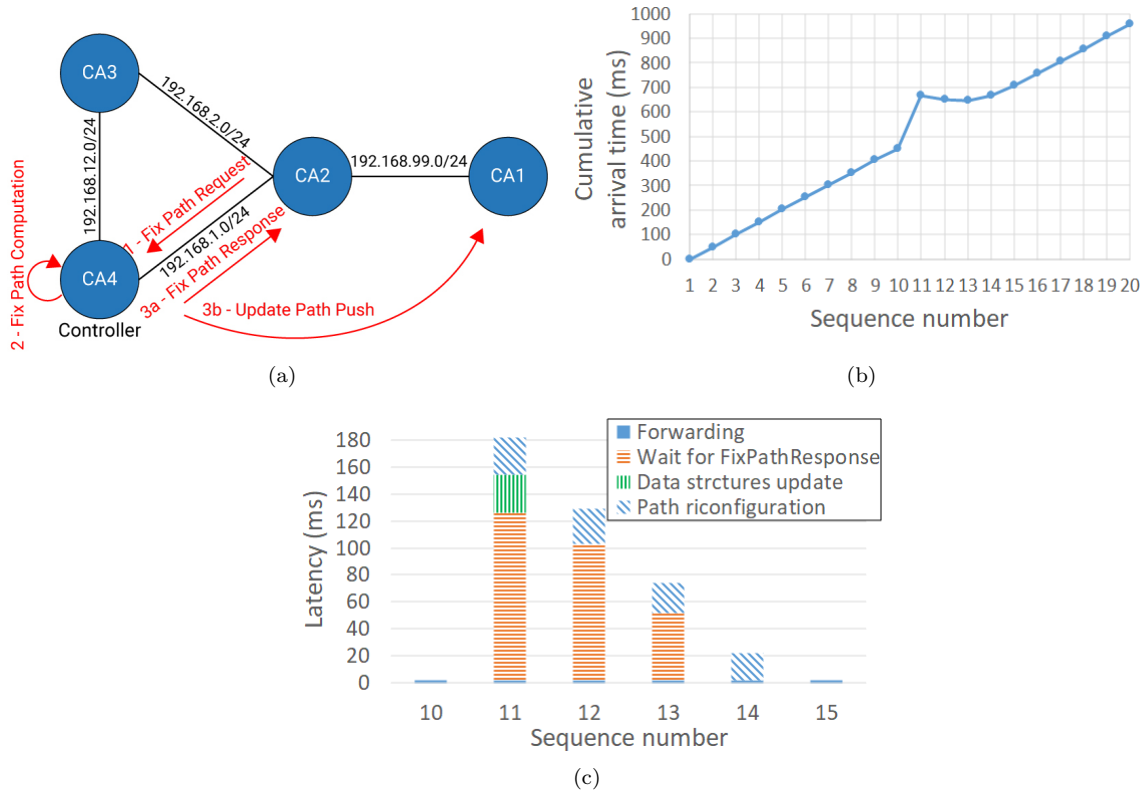 CA3
192.168.2.0/24
192.168.12.0/24
CA2
192.168.99.0/24
CA1
1 - Fix Path Request
192.168.1.0/24
3a - Fix Path Response
2 - Fix Path Computation
CA4
Controller
3b - Update Path Push
(a)
Cumulative
arrival time (ms)
1000
900
800
700
600
500
400
300
200
100
0
1 2 3 4 5 6 7 8 9 10 11 12 13 14 15 16 17 18 19 20
Sequence number
(b)
Latency (ms)
180
160
140
120
100
80
60
40
20
0
Forwarding
Wait for FixPathResponse
Data strctures update
Path riconfiguration
10 11 12 13 14 15
Sequence number
(c)